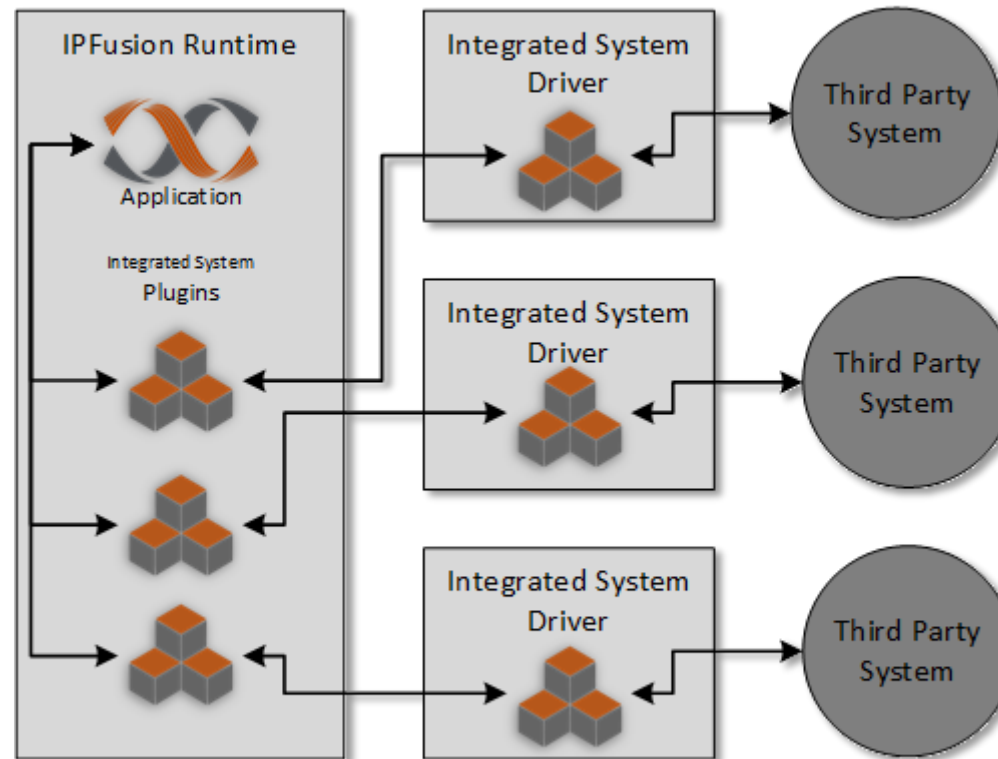 IPFusion Runtime
Application
Integrated System
Plugins
Integrated System
Driver
Third Party
System
Integrated System
Driver
Third Party
System
Integrated System
Driver
Third Party
System